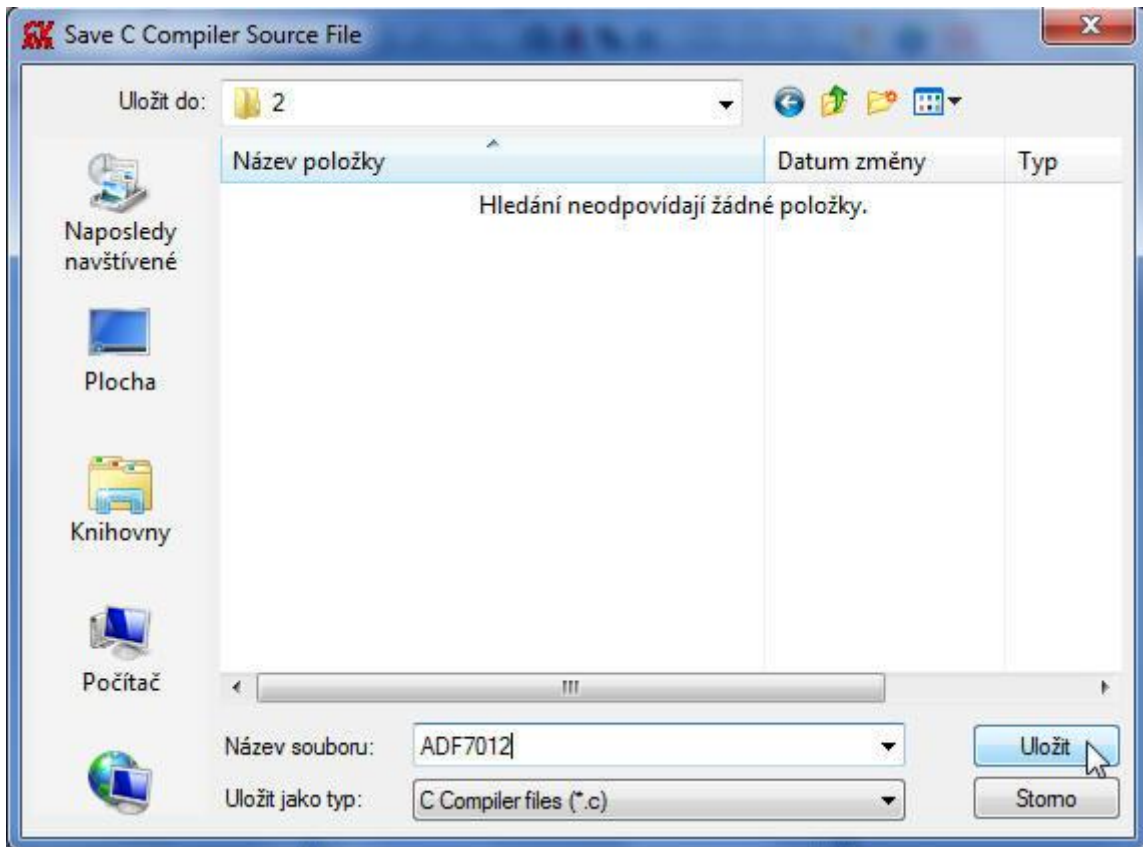 Save C Compiler Source File
Uložit do:
2
Název položky
Datum změny
Typ
Hledání neodpovídají žádné položky.
Naposledy
navštívené
Plocha
Knihovny
Počítač
Název souboru:
ADF7012
Uložit
Uložit jako typ:
C Compiler files (*.c)
Storno